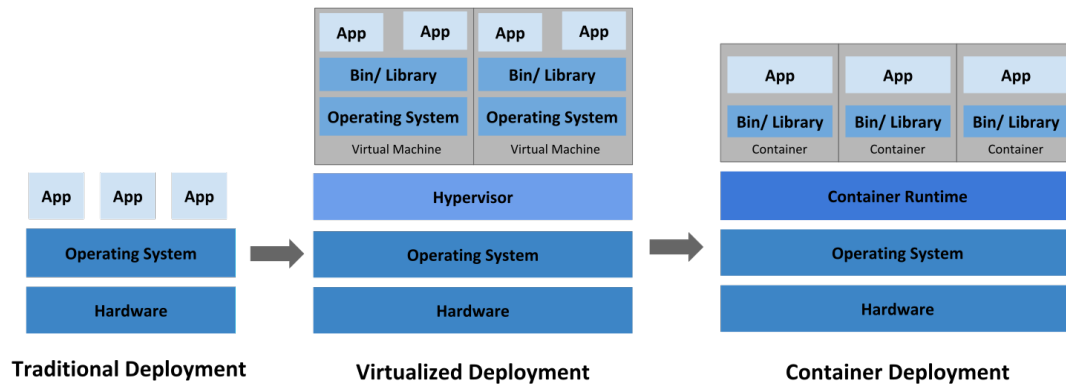 App App App
Operating System
Hardware
Traditional Deployment
App App App App
Bin/ Library Bin/ Library
Operating System Operating System
Virtual Machine Virtual Machine
Hypervisor
Operating System
Hardware
Virtualized Deployment
App App App
Bin/ Library Bin/ Library Bin/ Library
Container Container Container
Container Runtime
Operating System
Hardware
Container Deployment